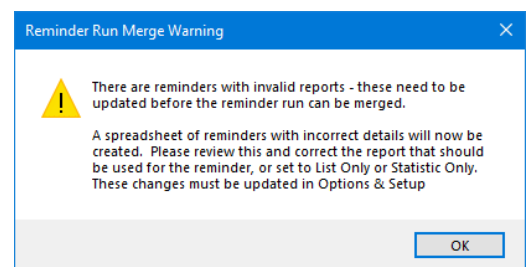 Reminder Run Merge Warning
There are reminders with invalid reports - these need to be
updated before the reminder run can be merged.
A spreadsheet of reminders with incorrect details will now be
created.  Please review this and correct the report that should
be used for the reminder, or set to List Only or Statistic Only.
These changes must be updated in Options & Setup
OK